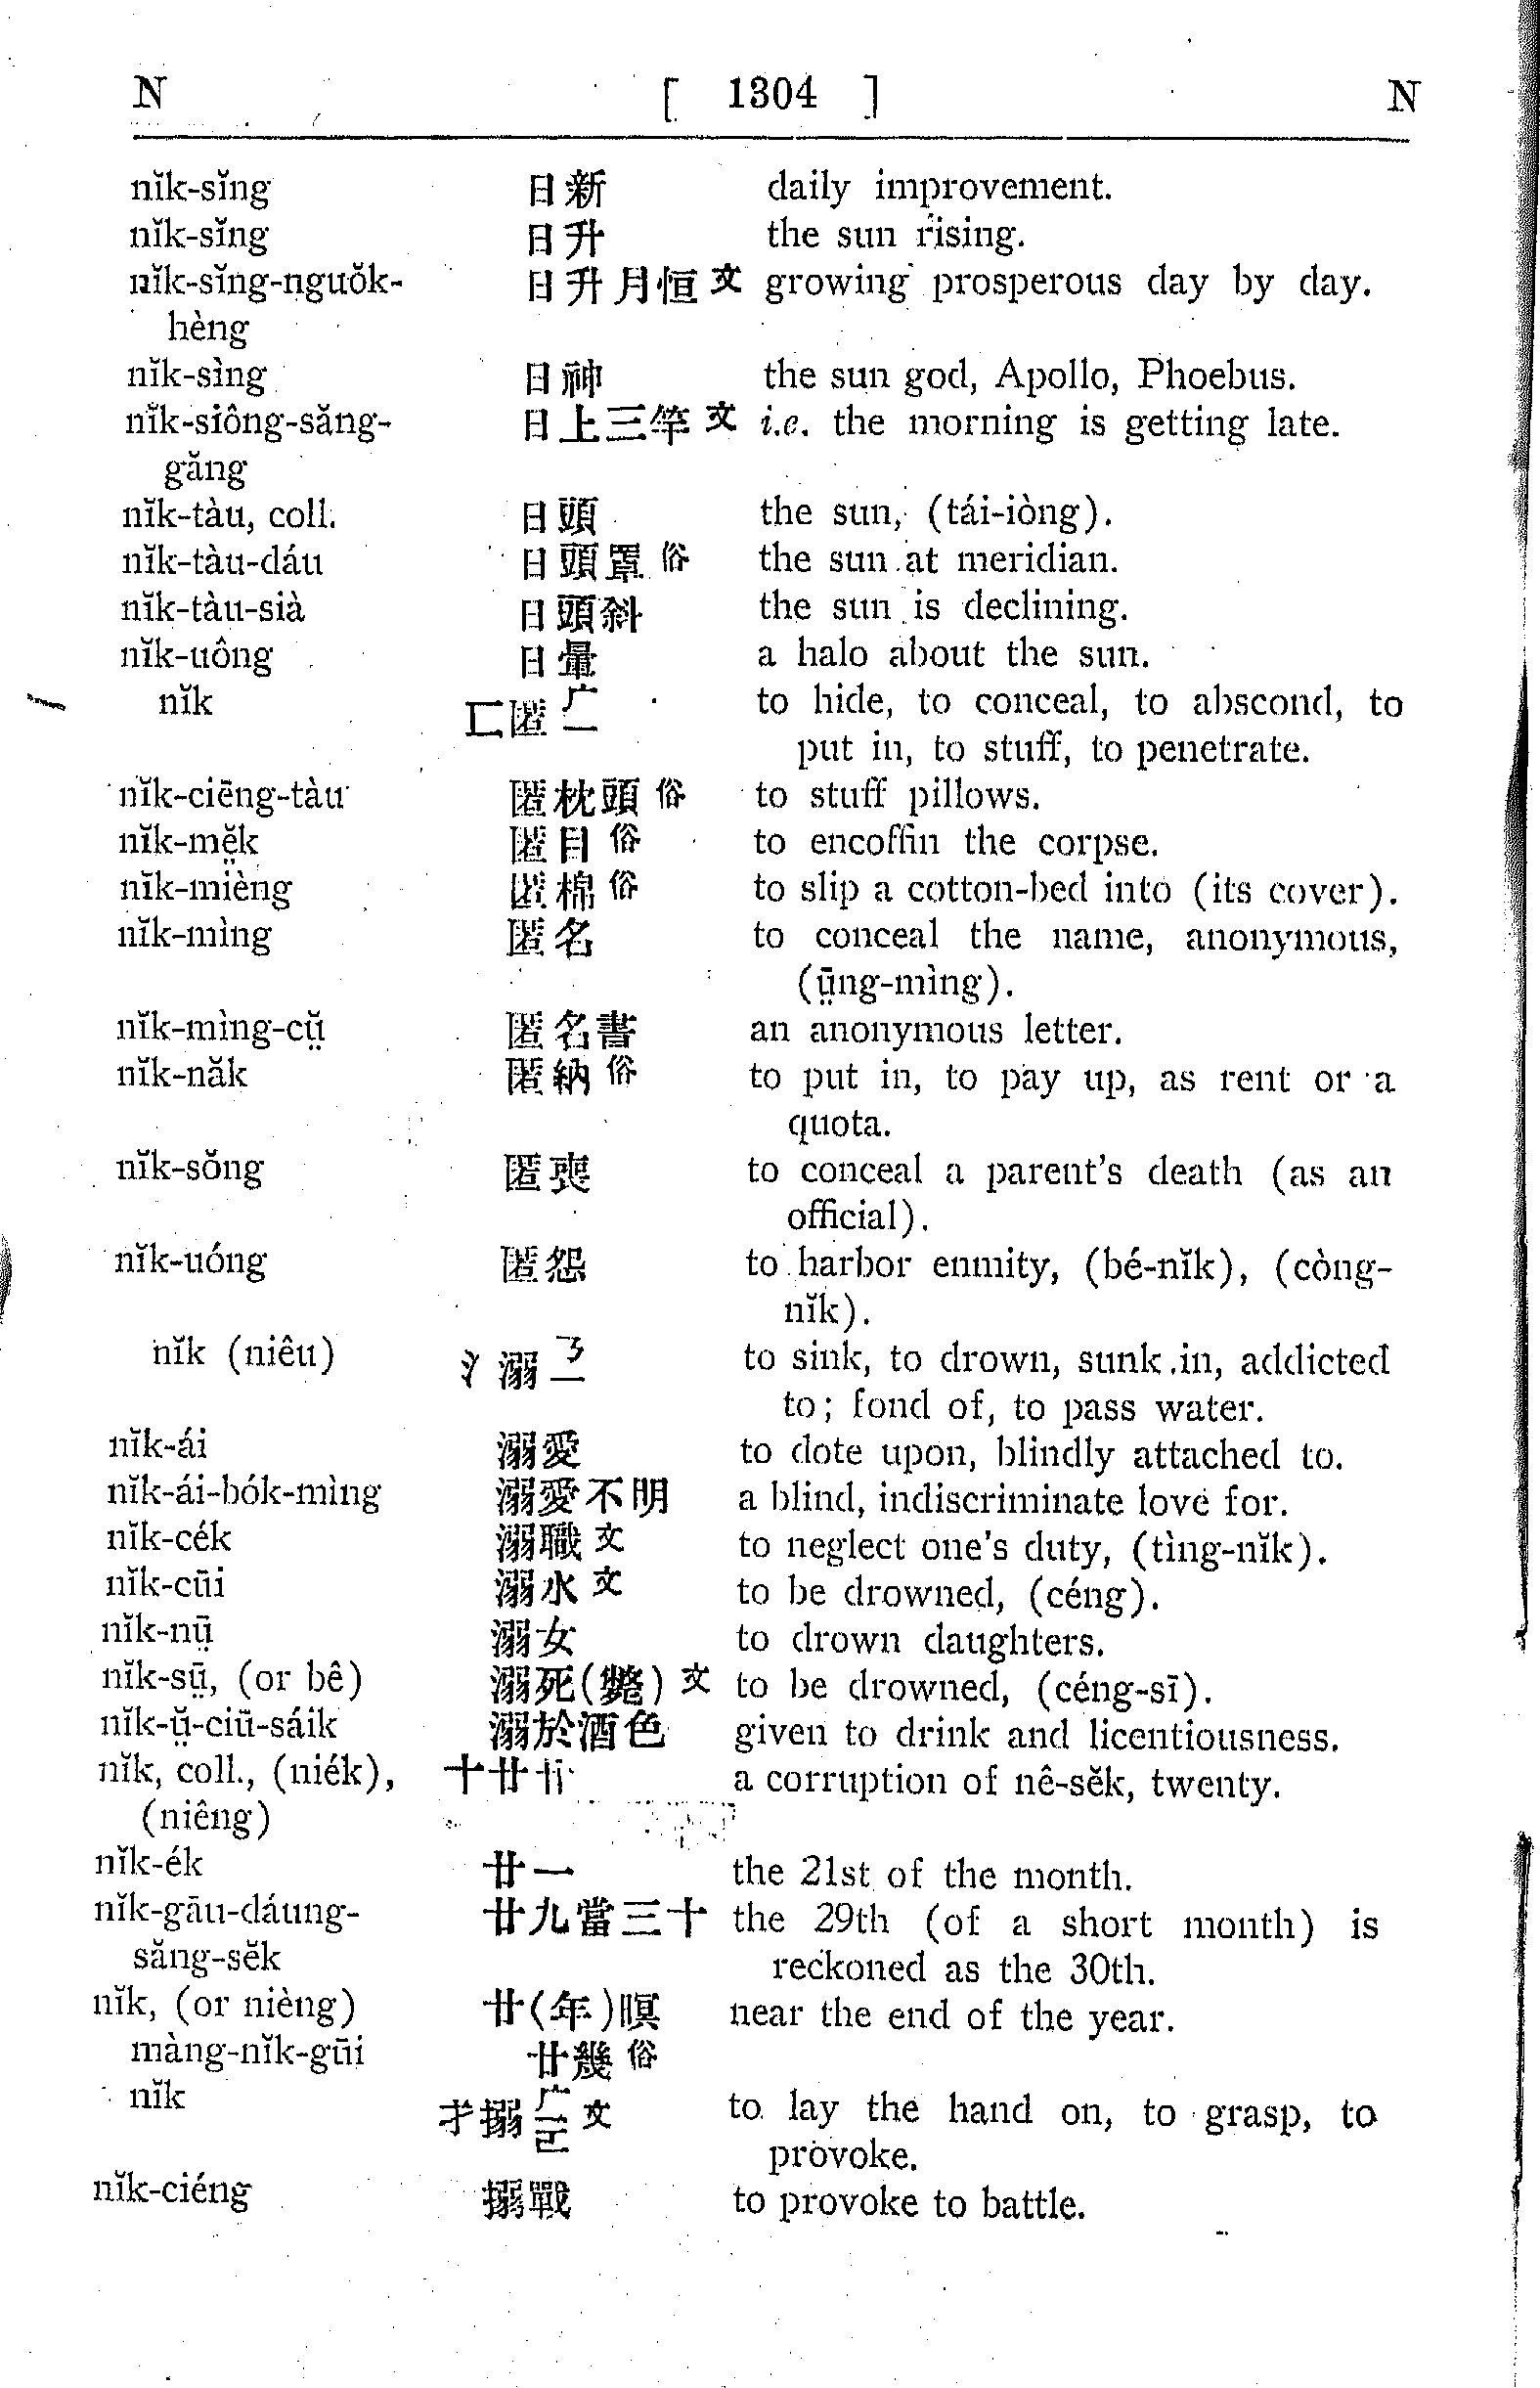 N [ 1304 ] N
nĭk-sĭng 日新 daily improvement.
nĭk-sĭng 日升 the sun rising.
nĭk-sĭng-nguŏk- 日升月恒 文 growing prosperous day by day.
hèng
nĭk-sìng 日神 the sun god, Apollo, Phoebus.
nĭk-siông-săng- 日上三竿 文 i.e. the morning is getting late.
găng
nĭk-tàu, coll. 日頭 the sun, (tái-iòng).
nĭk-tàu-dáu 日頭罩 俗 the sun at meridian.
nĭk-tàu-sià 日頭斜 the sun is declining.
nĭk-uông 日暈 a halo about the sun.
nĭk 匚匿 to hide, to conceal, to abscond, to
put in, to stuff, to penetrate.
nĭk-ciēng-tàu 匿枕頭 俗 to stuff pillows.
nĭk-mĕ̤k 匿目 俗 to encoffin the corpse.
nĭk-mièng 匿棉 俗 to slip a cotton-bed into (its cover).
nĭk-mìng 匿名 to conceal the name, anonymous,
(ṳ̄ng-mìng).
nĭk-mìng-cṳ̆ 匿名書 an anonymous letter.
nĭk-năk 匿納 俗 to put in, to pay up, as rent or a
quota.
nĭk-sŏng 匿喪 to conceal a parent's death (as an
official).
nĭk-uóng 匿怨 to harbor enmity, (bé-nĭk), (còng-
nĭk).
nĭk (niêu) 氵溺 to sink, to drown, sunk in, addicted
to; fond of, to pass water.
nĭk-ái 溺愛 to dote upon, blindly attached to.
nĭk-ái-bók-mìng 溺愛不明 a blind, indiscriminate love for.
nĭk-cék 溺職 文 to neglect one's duty, (tìng-nĭk).
nĭk-cūi 溺水 文 to be drowned, (céng).
nĭk-nṳ̄ 溺女 to drown daughters.
nĭk-sṳ̄, (or bê) 溺死(斃) 文 to be drowned, (céng-sī).
nĭk-ṳ̆-ciū-sáik 溺於酒色 given to drink and licentiousness.
nĭk, coll., (niék), 十廿 a corruption of nê-sĕk, twenty.
(niêng)
nĭk-ék 廿一 the 21st of the month.
nĭk-gāu-dáung- 廿九當三十 the 29th (of a short month) is
săng-sĕk reckoned as the 30th.
nĭk, (or nièng) 廿(年)暝 near the end of the year.
màng-nĭk-gūi 廿幾 俗
nĭk 扌搦 文 to lay the hand on, to grasp, to
provoke.
nĭk-ciéng 搦戰 to provoke to battle.